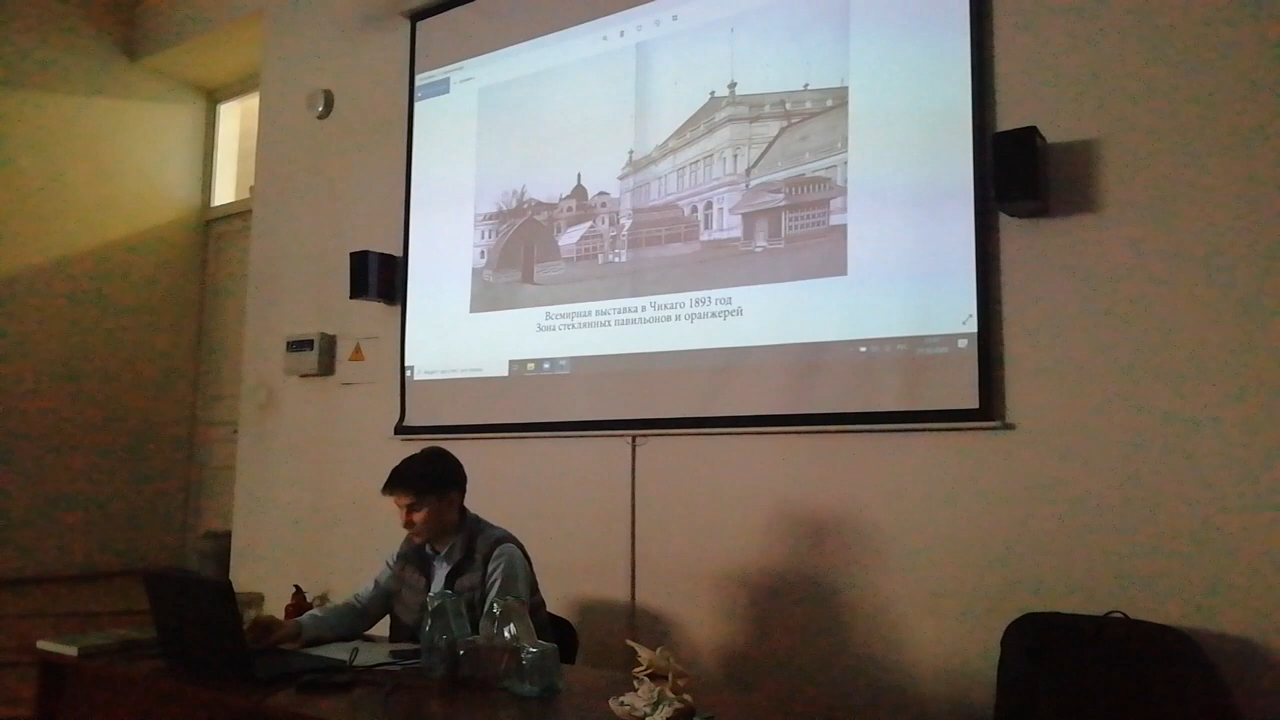 Всемирная выставка в Чикаго 1893 год
Зона стеклянных павильонов и оранжерей